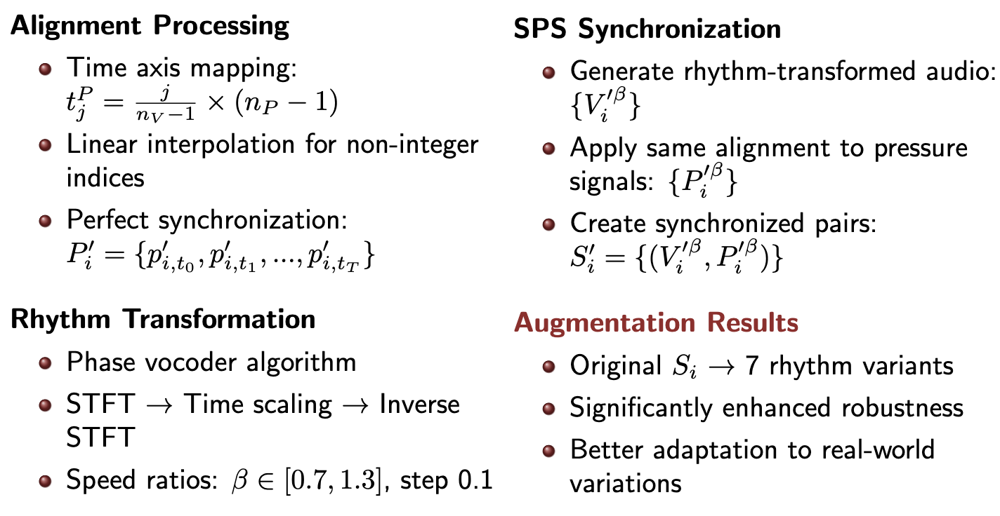 Alignment Processing
Time axis mapping:
$t_j^P = \frac{j}{n_V - 1} \times (n_P - 1)$
Linear interpolation for non-integer
indices
Perfect synchronization:
$P_i' = \{p_{i,t_0}', p_{i,t_1}', ..., p_{i,t_T}'\}$
Rhythm Transformation
Phase vocoder algorithm
STFT → Time scaling → Inverse
STFT
Speed ratios: $\beta \in [0.7, 1.3]$, step 0.1
SPS Synchronization
Generate rhythm-transformed audio:
$\{V_i'^{\beta}\}$
Apply same alignment to pressure
signals: $\{P_i'^{\beta}\}$
Create synchronized pairs:
$S_i' = \{(V_i'^{\beta}, P_i'^{\beta})\}$
Augmentation Results
Original $S_i$ → 7 rhythm variants
Significantly enhanced robustness
Better adaptation to real-world
variations